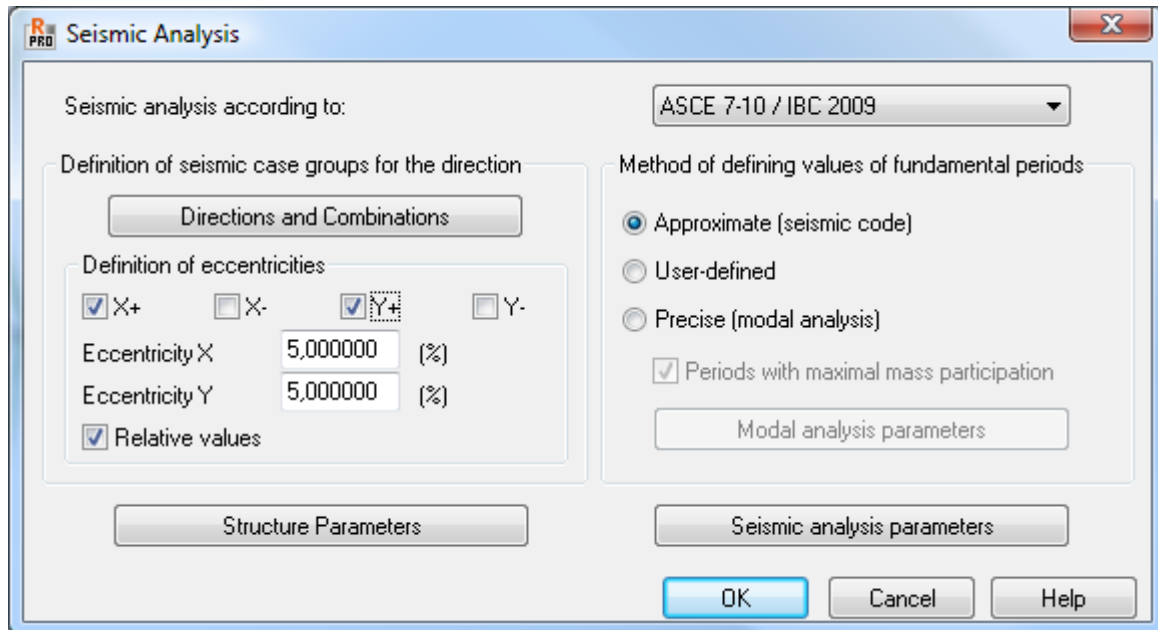 R PRO Seismic Analysis
Seismic analysis according to: ASCE 7-10 / IBC 2009
Definition of seismic case groups for the direction
Directions and Combinations
Definition of eccentricities
X+ X- Y+ Y-
Eccentricity X 5,000000 (%)
Eccentricity Y 5,000000 (%)
Relative values
Method of defining values of fundamental periods
Approximate (seismic code)
User-defined
Precise (modal analysis)
Periods with maximal mass participation
Modal analysis parameters
Structure Parameters
Seismic analysis parameters
OK Cancel Help